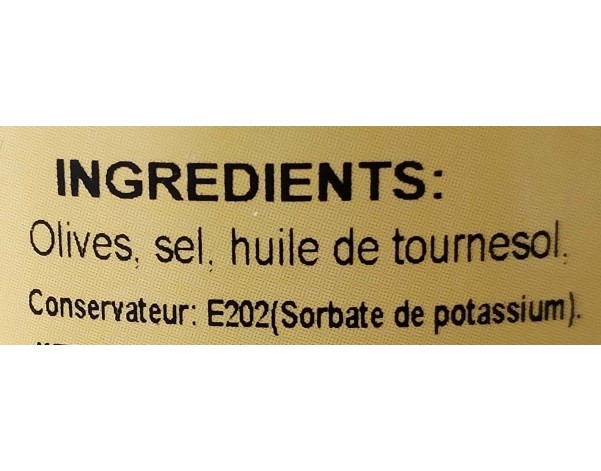 INGREDIENTS:
Olives, sel, huile de tournesol.
Conservateur: E202(Sorbate de potassium).